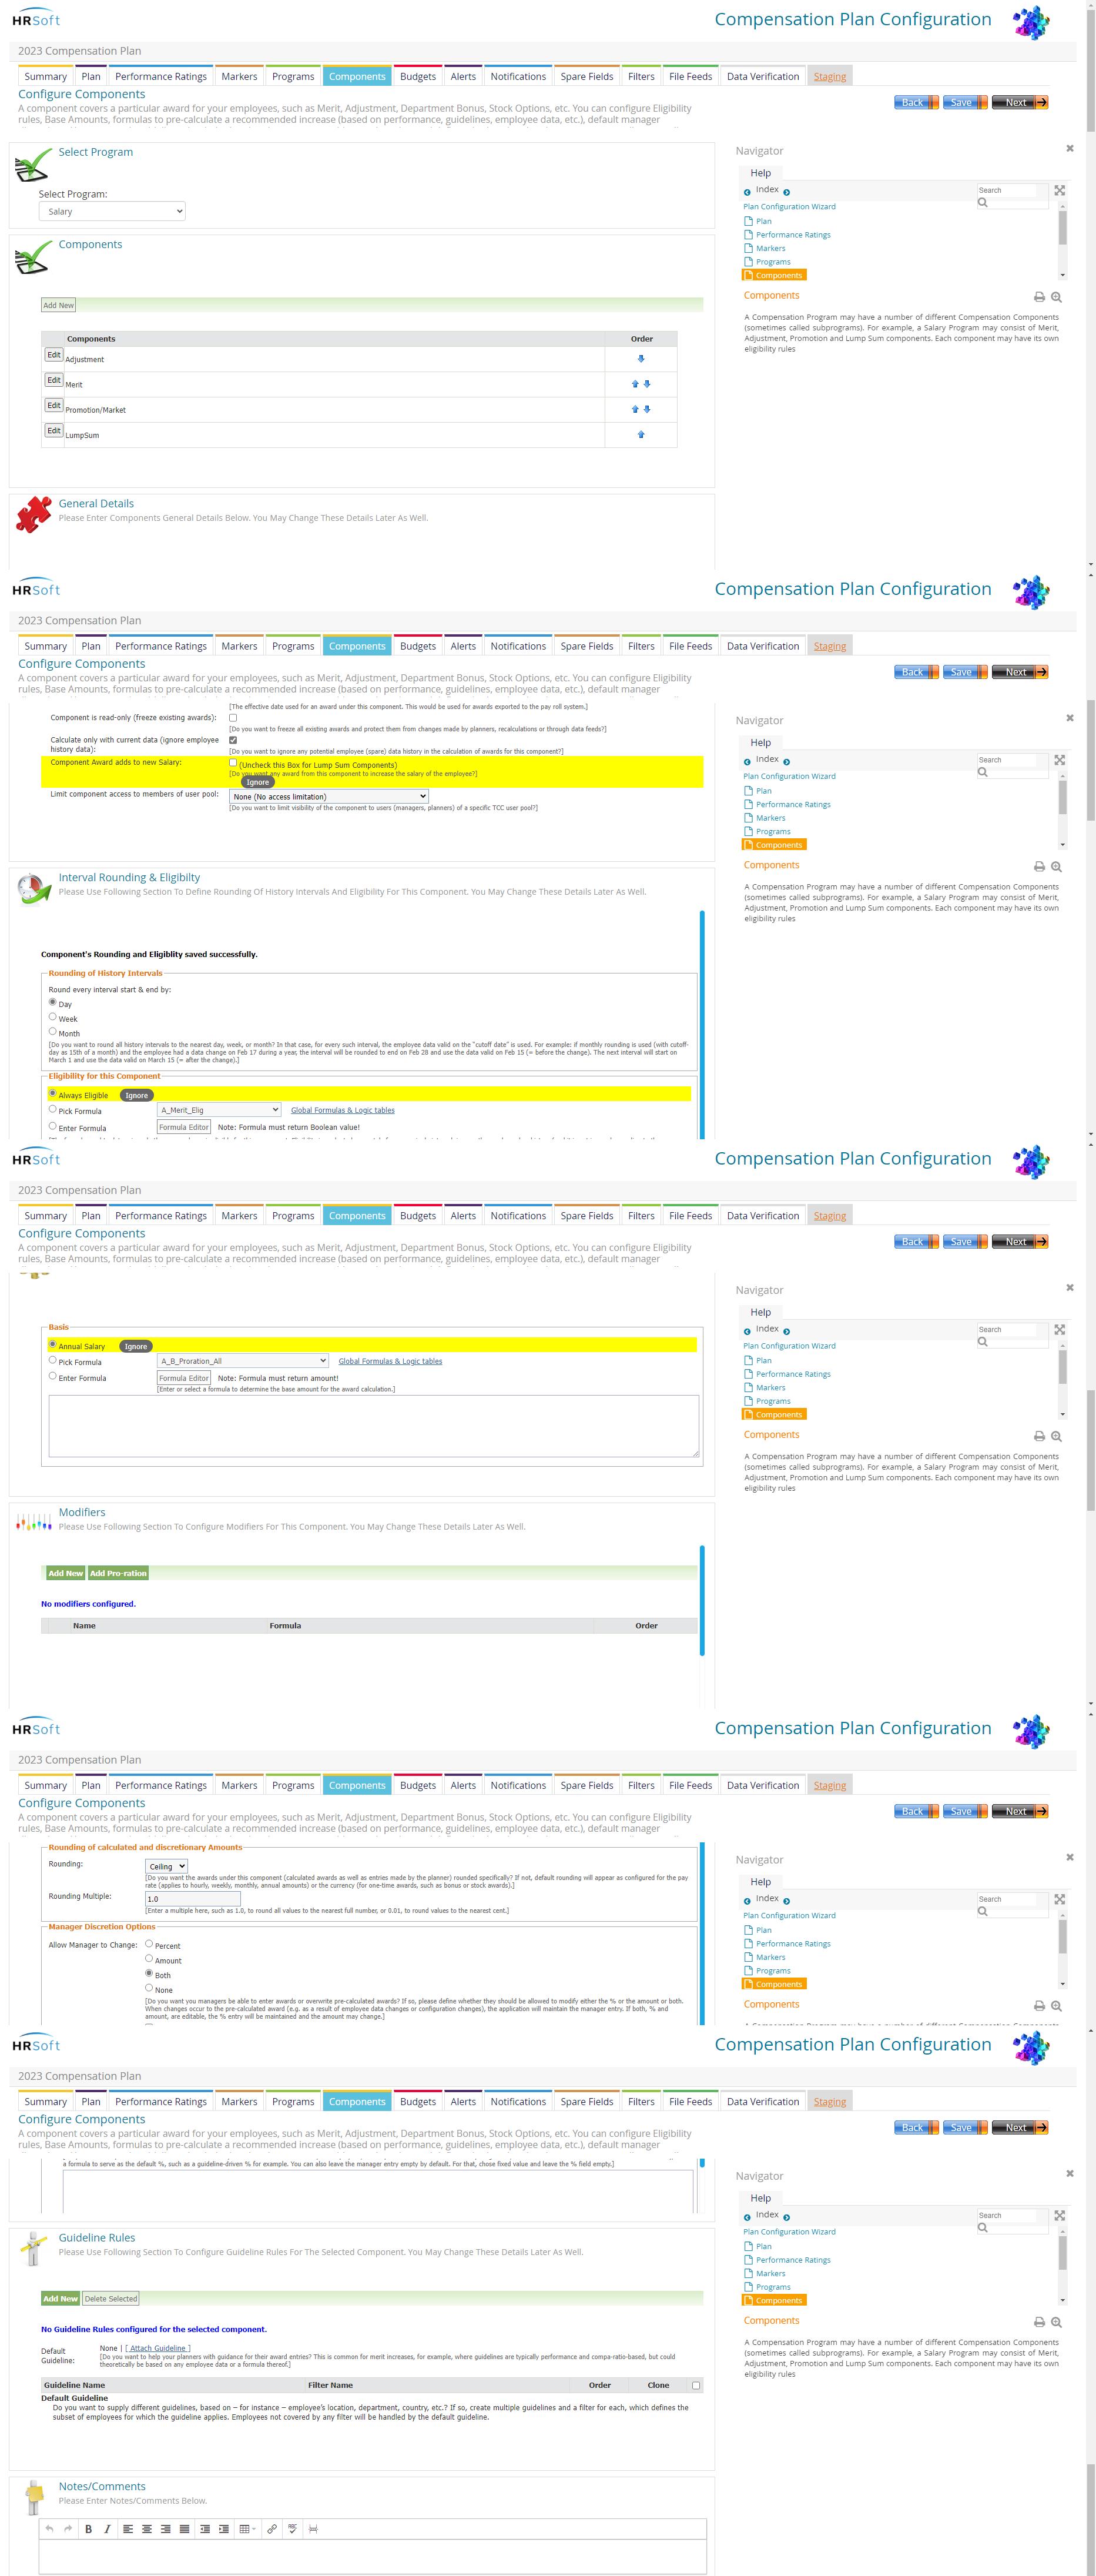 HRSoft
Compensation Plan Configuration
2023 Compensation Plan
Summary Plan Performance Ratings Markers Programs Components Budgets Alerts Notifications Spare Fields Filters File Feeds Data Verification Staging
Configure Components
A component covers a particular award for your employees, such as Merit, Adjustment, Department Bonus, Stock Options, etc. You can configure Eligibility
rules, Base Amounts, formulas to pre-calculate a recommended increase (based on performance, guidelines, employee data, etc.), default manager
Back Save Next
Select Program
Select Program:
Salary
Components
Add New
Components Order
Edit Adjustment
Edit Merit
Edit Promotion/Market
Edit LumpSum
General Details
Please Enter Components General Details Below. You May Change These Details Later As Well.
Navigator
Help
Index
Search
Plan Configuration Wizard
Plan
Performance Ratings
Markers
Programs
Components
Components
A Compensation Program may have a number of different Compensation Components
(sometimes called subprograms). For example, a Salary Program may consist of Merit,
Adjustment, Promotion and Lump Sum components. Each component may have its own
eligibility rules
HRSoft
Compensation Plan Configuration
2023 Compensation Plan
Summary Plan Performance Ratings Markers Programs Components Budgets Alerts Notifications Spare Fields Filters File Feeds Data Verification Staging
Configure Components
A component covers a particular award for your employees, such as Merit, Adjustment, Department Bonus, Stock Options, etc. You can configure Eligibility
rules, Base Amounts, formulas to pre-calculate a recommended increase (based on performance, guidelines, employee data, etc.), default manager
Back Save Next
[The effective date used for an award under this component. This would be used for awards exported to the pay roll system.]
Component is read-only (freeze existing awards):
[Do you want to freeze all existing awards and protect them from changes made by planners, recalculations or through data feeds?]
Calculate only with current data (ignore employee
history data):
[Do you want to ignore any potential employee (spare) data history in the calculation of awards for this component?]
Component Award adds to new Salary:
(Uncheck this Box for Lump Sum Components)
[Do you want any award from this component to increase the salary of the employee?]
Ignore
Limit component access to members of user pool:
None (No access limitation)
[Do you want to limit visibility of the component to users (managers, planners) of a specific TCC user pool?]
Interval Rounding & Eligibilty
Please Use Following Section To Define Rounding Of History Intervals And Eligibility For This Component. You May Change These Details Later As Well.
Component's Rounding and Eligiblity saved successfully.
Rounding of History Intervals
Round every interval start & end by:
Day
Week
Month
[Do you want to round all history intervals to the nearest day, week, or month? In that case, for every such interval, the employee data valid on the "cutoff date" is used. For example: if monthly rounding is used (with cutoff-
day as 15th of a month) and the employee had a data change on Feb 17 during a year, the interval will be rounded to end on Feb 28 and use the data valid on Feb 15 (= before the change). The next interval will start on
March 1 and use the data valid on March 15 (= after the change).]
Eligibility for this Component
Always Eligible Ignore
Pick Formula A_Merit_Elig Global Formulas & Logic tables
Enter Formula Formula Editor Note: Formula must return Boolean value!
Navigator
Help
Index
Search
Plan Configuration Wizard
Plan
Performance Ratings
Markers
Programs
Components
Components
A Compensation Program may have a number of different Compensation Components
(sometimes called subprograms). For example, a Salary Program may consist of Merit,
Adjustment, Promotion and Lump Sum components. Each component may have its own
eligibility rules
HRSoft
Compensation Plan Configuration
2023 Compensation Plan
Summary Plan Performance Ratings Markers Programs Components Budgets Alerts Notifications Spare Fields Filters File Feeds Data Verification Staging
Configure Components
A component covers a particular award for your employees, such as Merit, Adjustment, Department Bonus, Stock Options, etc. You can configure Eligibility
rules, Base Amounts, formulas to pre-calculate a recommended increase (based on performance, guidelines, employee data, etc.), default manager
Back Save Next
Basis
Annual Salary Ignore
Pick Formula A_B_Proration_All Global Formulas & Logic tables
Enter Formula Formula Editor Note: Formula must return amount!
[Enter or select a formula to determine the base amount for the award calculation.]
Modifiers
Please Use Following Section To Configure Modifiers For This Component. You May Change These Details Later As Well.
Add New Add Pro-ration
No modifiers configured.
Name Formula Order
Navigator
Help
Index
Search
Plan Configuration Wizard
Plan
Performance Ratings
Markers
Programs
Components
Components
A Compensation Program may have a number of different Compensation Components
(sometimes called subprograms). For example, a Salary Program may consist of Merit,
Adjustment, Promotion and Lump Sum components. Each component may have its own
eligibility rules
HRSoft
Compensation Plan Configuration
2023 Compensation Plan
Summary Plan Performance Ratings Markers Programs Components Budgets Alerts Notifications Spare Fields Filters File Feeds Data Verification Staging
Configure Components
A component covers a particular award for your employees, such as Merit, Adjustment, Department Bonus, Stock Options, etc. You can configure Eligibility
rules, Base Amounts, formulas to pre-calculate a recommended increase (based on performance, guidelines, employee data, etc.), default manager
Back Save Next
Rounding of calculated and discretionary Amounts
Rounding: Ceiling
[Do you want the awards under this component (calculated awards as well as entries made by the planner) rounded specifically? If not, default rounding will appear as configured for the pay
rate (applies to hourly, weekly, monthly, annual amounts) or the currency (for one-time awards, such as bonus or stock awards).]
Rounding Multiple: 1.0
[Enter a multiple here, such as 1.0, to round all values to the nearest full number, or 0.01, to round values to the nearest cent.]
Manager Discretion Options
Allow Manager to Change: Percent
Amount
Both
None
[Do you want you managers be able to enter awards or overwrite pre-calculated awards? If so, please define whether they should be allowed to modify either the % or the amount or both.
When changes occur to the pre-calculated award (e.g. as a result of employee data changes or configuration changes), the application will maintain the manager entry. If both, % and
amount, are editable, the % entry will be maintained and the amount may change.]
Navigator
Help
Index
Search
Plan Configuration Wizard
Plan
Performance Ratings
Markers
Programs
Components
Components
HRSoft
Compensation Plan Configuration
2023 Compensation Plan
Summary Plan Performance Ratings Markers Programs Components Budgets Alerts Notifications Spare Fields Filters File Feeds Data Verification Staging
Configure Components
A component covers a particular award for your employees, such as Merit, Adjustment, Department Bonus, Stock Options, etc. You can configure Eligibility
rules, Base Amounts, formulas to pre-calculate a recommended increase (based on performance, guidelines, employee data, etc.), default manager
Back Save Next
a formula to serve as the default %, such as a guideline-driven % for example. You can also leave the manager entry empty by default. For that, chose fixed value and leave the % field empty.]
Guideline Rules
Please Use Following Section To Configure Guideline Rules For The Selected Component. You May Change These Details Later As Well.
Add New Delete Selected
No Guideline Rules configured for the selected component.
Default
Guideline:
None | [ Attach Guideline ]
[Do you want to help your planners with guidance for their award entries? This is common for merit increases, for example, where guidelines are typically performance and compa-ratio-based, but could
theoretically be based on any employee data or a formula thereof.]
Guideline Name Filter Name Order Clone
Default Guideline
Do you want to supply different guidelines, based on – for instance – employee's location, department, country, etc.? If so, create multiple guidelines and a filter for each, which defines the
subset of employees for which the guideline applies. Employees not covered by any filter will be handled by the default guideline.
Notes/Comments
Please Enter Notes/Comments Below.
B I
Navigator
Help
Index
Search
Plan Configuration Wizard
Plan
Performance Ratings
Markers
Programs
Components
Components
A Compensation Program may have a number of different Compensation Components
(sometimes called subprograms). For example, a Salary Program may consist of Merit,
Adjustment, Promotion and Lump Sum components. Each component may have its own
eligibility rules